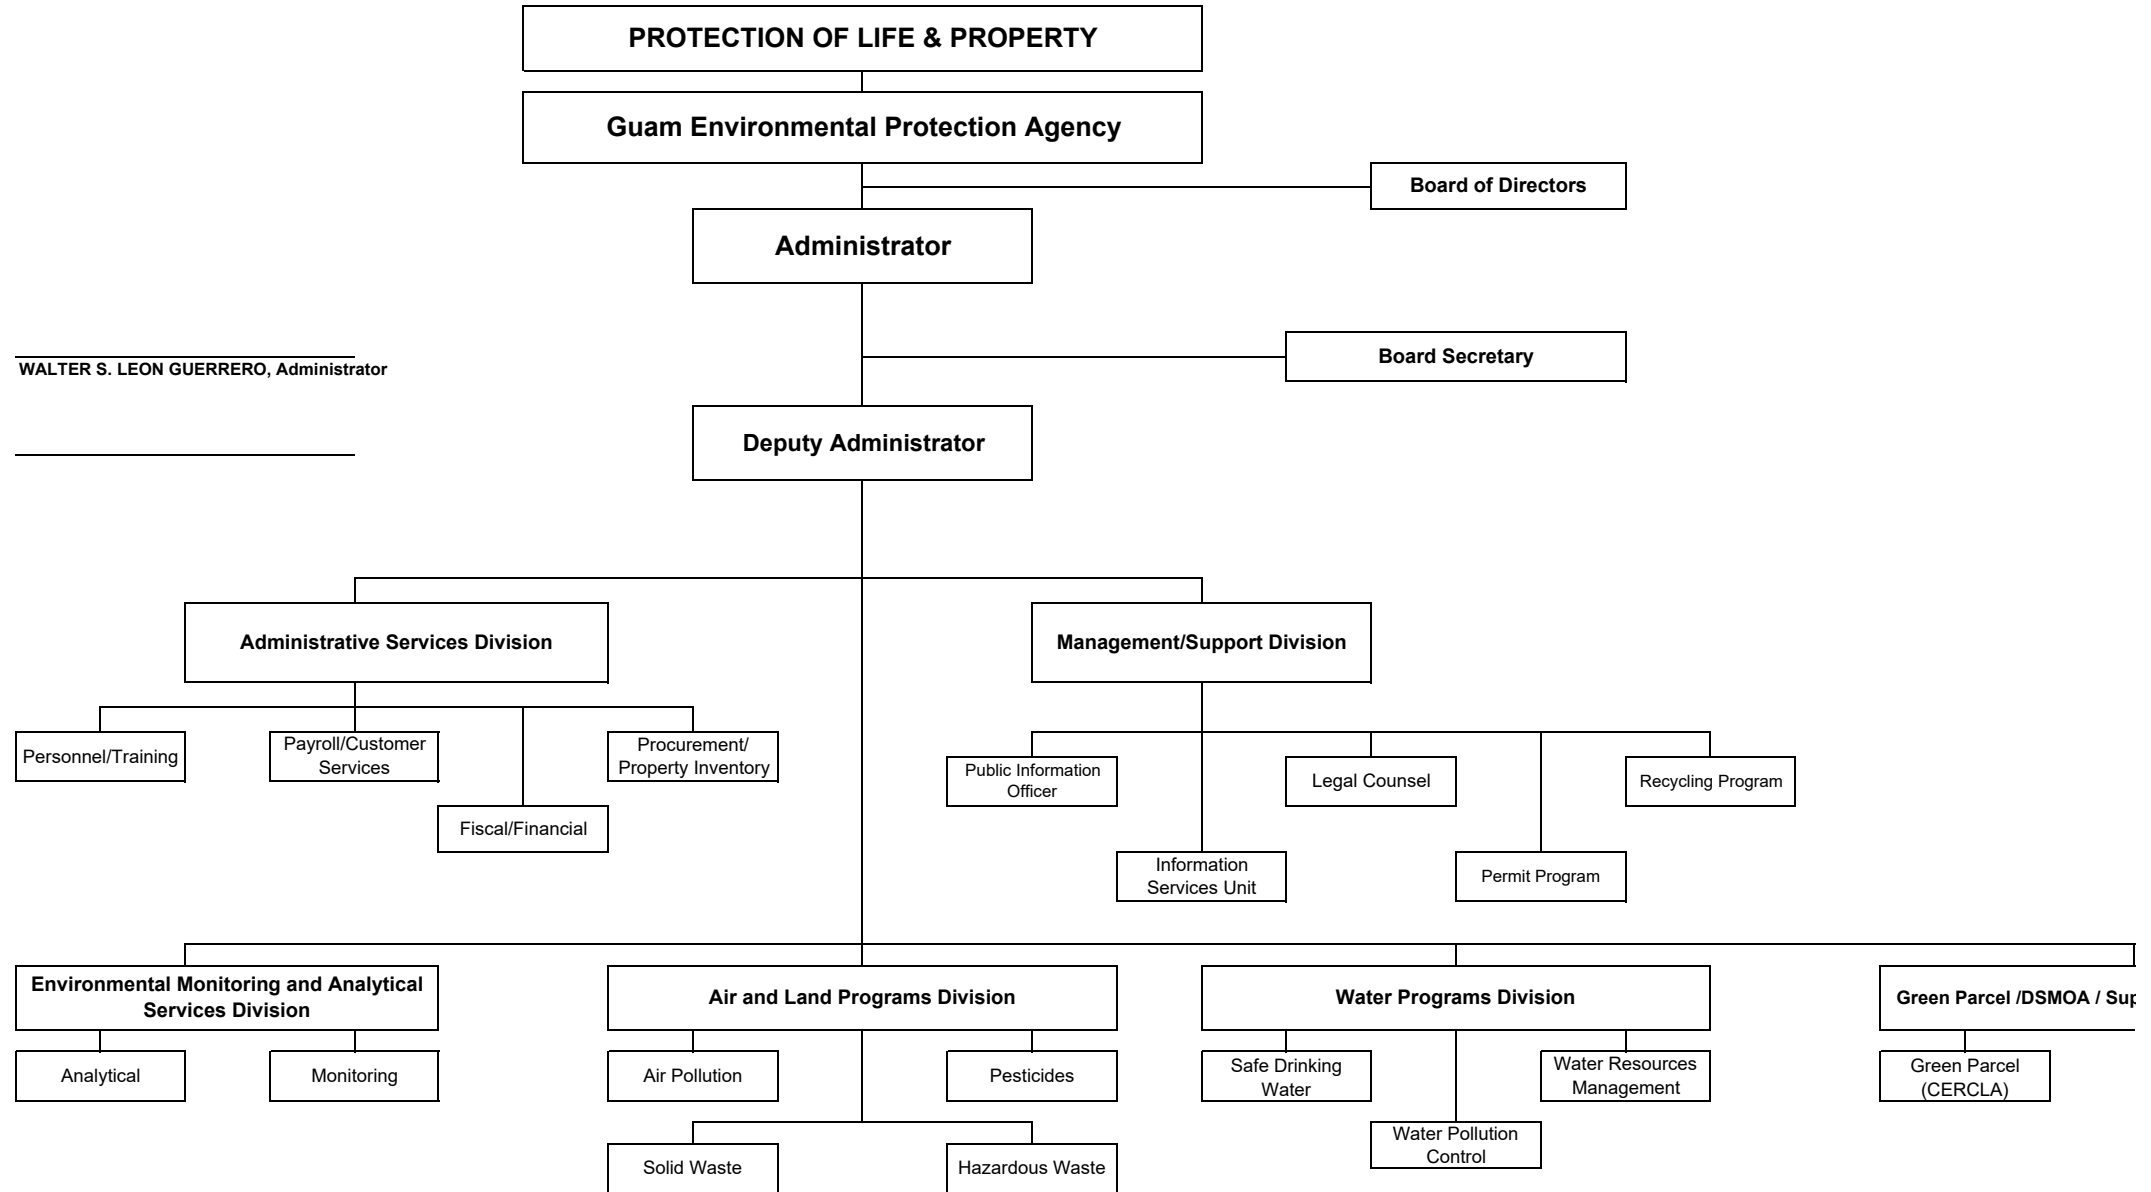 PROTECTION OF LIFE & PROPERTY
Guam Environmental Protection Agency
Board of Directors
Administrator
Board Secretary
WALTER S. LEON GUERRERO, Administrator
Deputy Administrator
Administrative Services Division
Management/Support Division
Personnel/Training
Payroll/Customer
Services
Procurement/
Property Inventory
Fiscal/Financial
Public Information
Officer
Legal Counsel
Recycling Program
Information
Services Unit
Permit Program
Environmental Monitoring and Analytical
Services Division
Air and Land Programs Division
Water Programs Division
Green Parcel /DSMOA /
Analytical
Monitoring
Air Pollution
Pesticides
Safe Drinking
Water
Water Resources
Management
Green Parcel
(CERCLA)
Water Pollution
Control
Solid Waste
Hazardous Waste